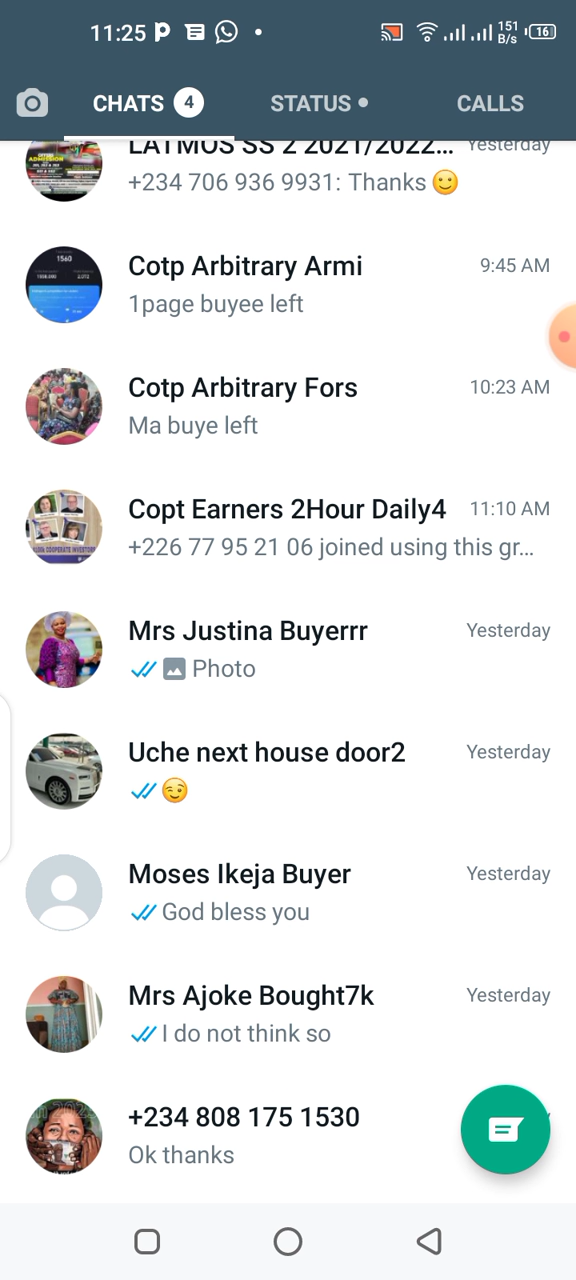 11:25 151 B/s 16
CHATS 4 STATUS CALLS
LATMOS SS 2 2021/2022... Yesterday
+234 706 936 9931: Thanks 🙂
Cotp Arbitrary Armi 9:45 AM
1page buyee left
Cotp Arbitrary Fors 10:23 AM
Ma buye left
Copt Earners 2Hour Daily4 11:10 AM
+226 77 95 21 06 joined using this gr...
Mrs Justina Buyerrr Yesterday
Photo
Uche next house door2 Yesterday
😉
Moses Ikeja Buyer Yesterday
God bless you
Mrs Ajoke Bought7k Yesterday
I do not think so
+234 808 175 1530
Ok thanks